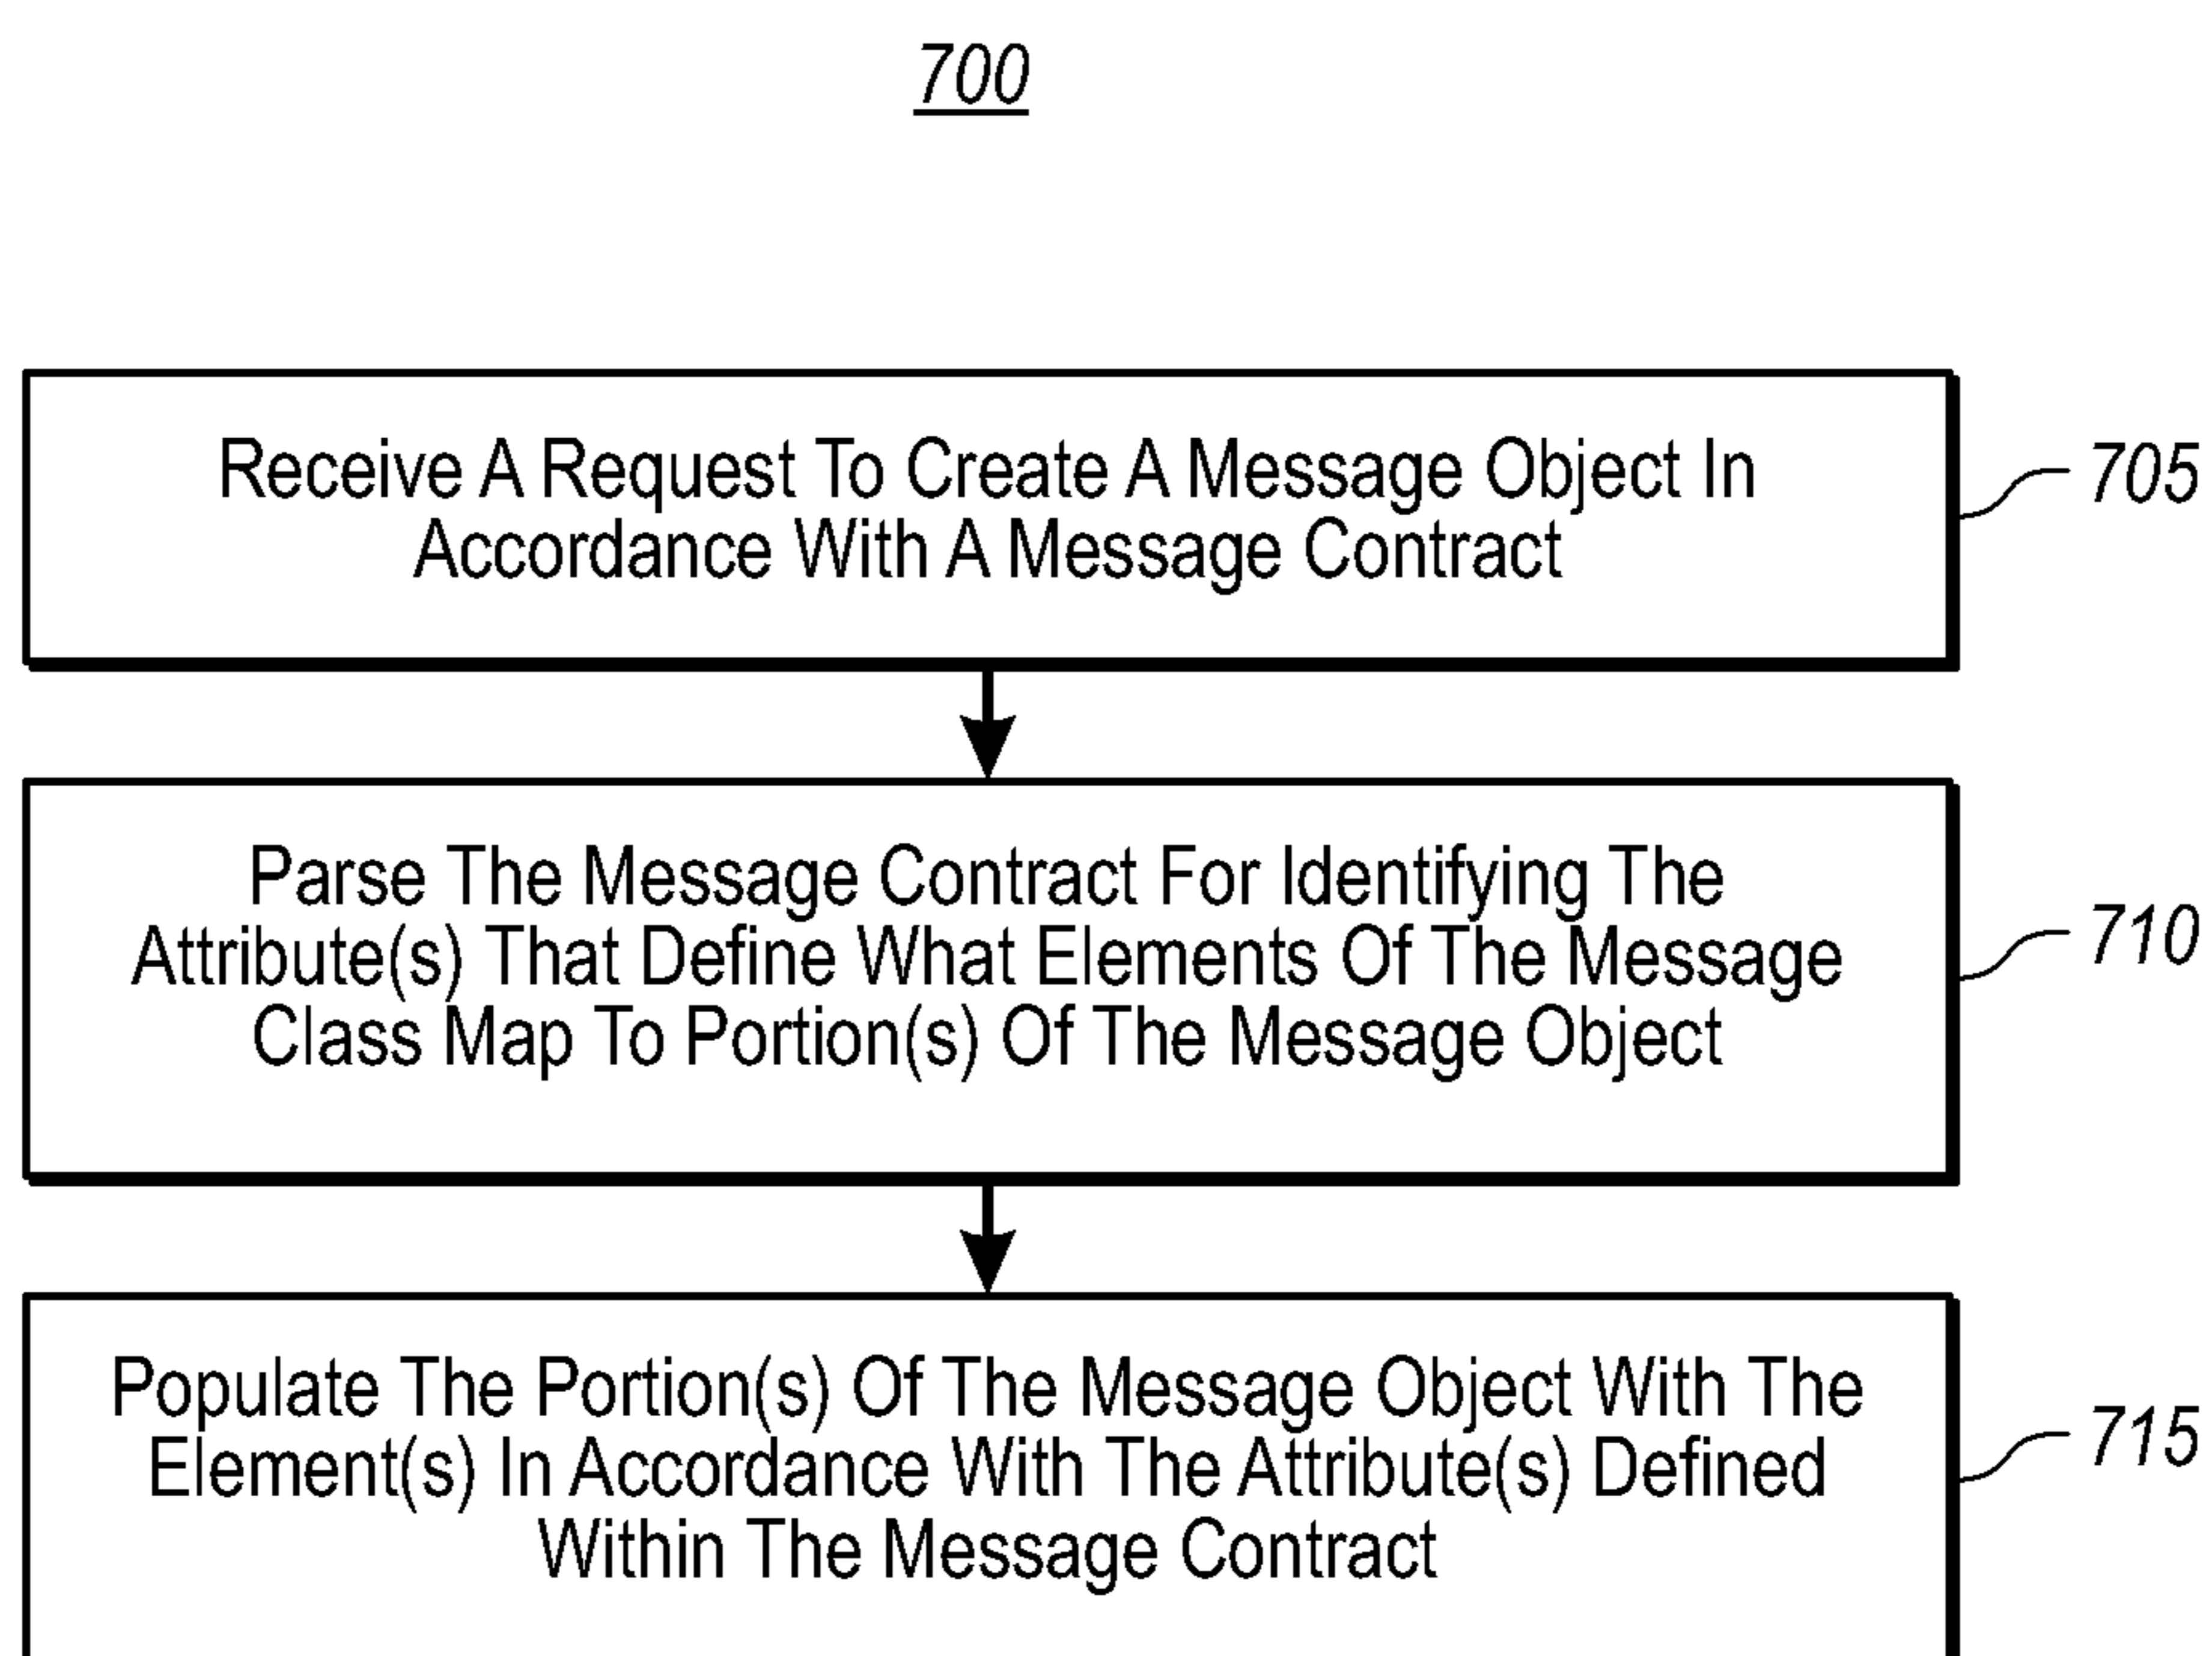 700
Receive A Request To Create A Message Object In
Accordance With A Message Contract
705
Parse The Message Contract For Identifying The
Attribute(s) That Define What Elements Of The Message
Class Map To Portion(s) Of The Message Object
710
Populate The Portion(s) Of The Message Object With The
Element(s) In Accordance With The Attribute(s) Defined
Within The Message Contract
715